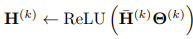 H^(k) ← ReLU (H̄^(k) Θ^(k))